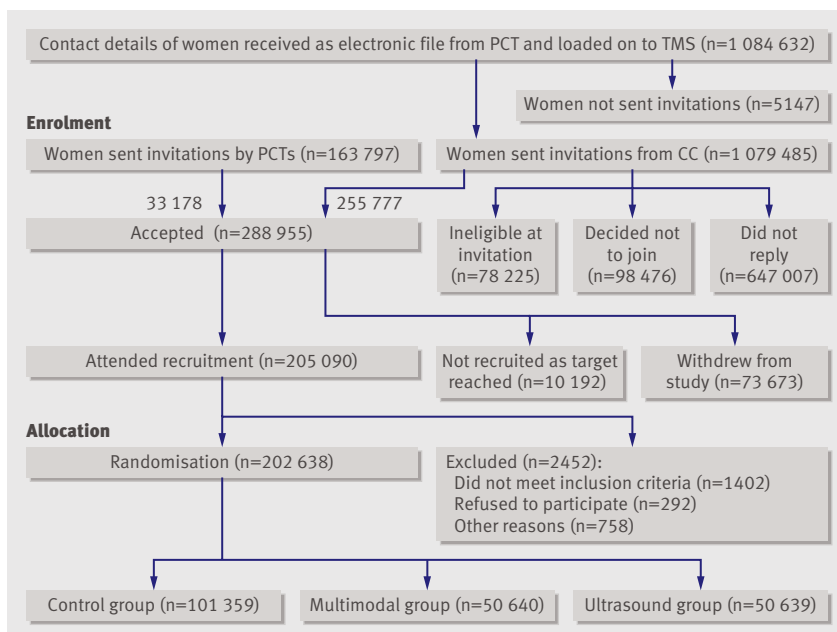 Contact details of women received as electronic file from PCT and loaded on to TMS (n=1 084 632)
Women not sent invitations (n=5147)
Enrolment
Women sent invitations by PCTs (n=163 797)
Women sent invitations from CC (n=1 079 485)
33 178
255 777
Accepted (n=288 955)
Ineligible at
invitation
(n=78 225)
Decided not
to join
(n=98 476)
Did not
reply
(n=647 007)
Attended recruitment (n=205 090)
Not recruited as target
reached (n=10 192)
Withdrew from
study (n=73 673)
Allocation
Randomisation (n=202 638)
Excluded (n=2452):
Did not meet inclusion criteria (n=1402)
Refused to participate (n=292)
Other reasons (n=758)
Control group (n=101 359)
Multimodal group (n=50 640)
Ultrasound group (n=50 639)